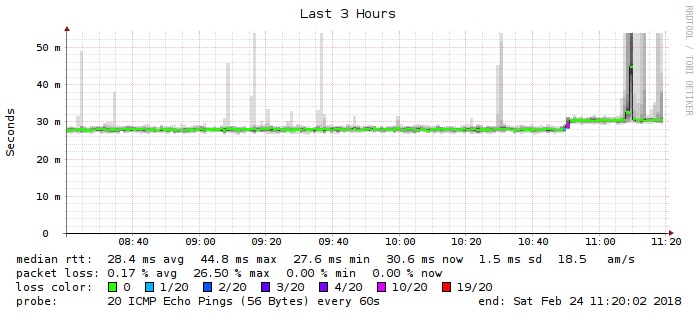 Last 3 Hours
RRDTOOL / TOBI OETIKER
Seconds
50 m
40 m
30 m
20 m
10 m
0
08:40 09:00 09:20 09:40 10:00 10:20 10:40 11:00 11:20
median rtt: 28.4 ms avg 44.8 ms max 27.6 ms min 30.6 ms now 1.5 ms sd 18.5 am/s
packet loss: 0.17 % avg 26.50 % max 0.00 % min 0.00 % now
loss color: 0 1/20 2/20 3/20 4/20 10/20 19/20
probe: 20 ICMP Echo Pings (56 Bytes) every 60s end: Sat Feb 24 11:20:02 2018